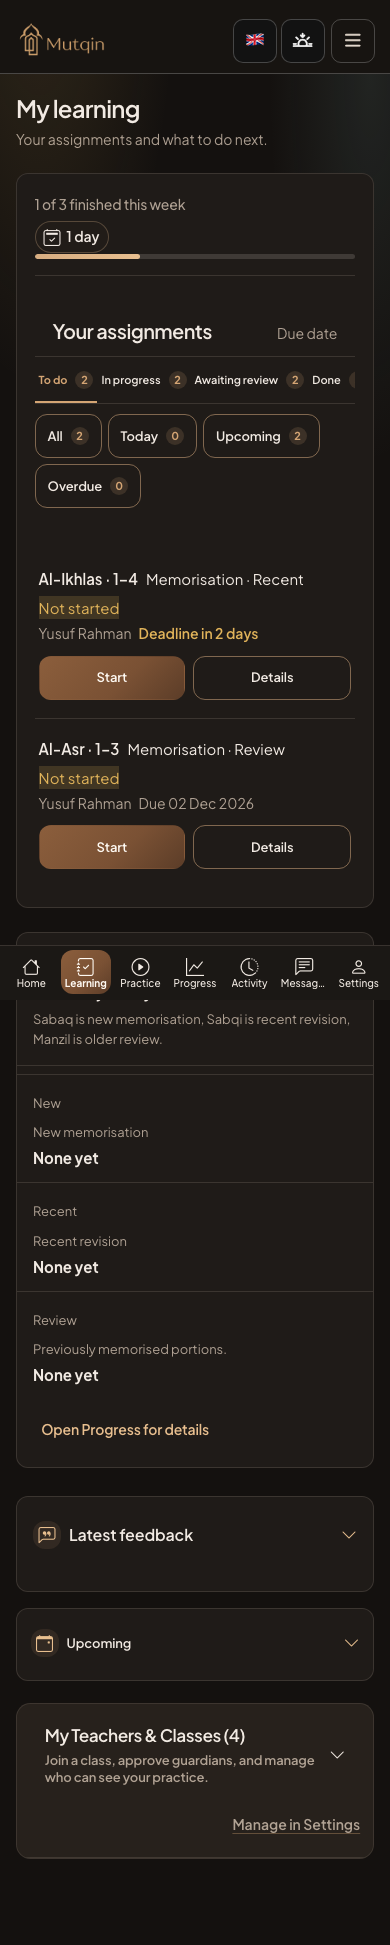 Mutqin
My learning
Your assignments and what to do next.
1 of 3 finished this week
1 day
Your assignments
Due date
To do 2 In progress 2 Awaiting review 2 Done
All 2 Today 0 Upcoming 2
Overdue 0
Al-Ikhlas · 1–4 Memorisation · Recent
Not started
Yusuf Rahman Deadline in 2 days
Start Details
Al-Asr · 1–3 Memorisation · Review
Not started
Yusuf Rahman Due 02 Dec 2026
Start Details
Home Learning Practice Progress Activity Messag... Settings
Sabaq is new memorisation, Sabqi is recent revision,
Manzil is older review.
New
New memorisation
None yet
Recent
Recent revision
None yet
Review
Previously memorised portions.
None yet
Open Progress for details
Latest feedback
Upcoming
My Teachers & Classes (4)
Join a class, approve guardians, and manage
who can see your practice.
Manage in Settings